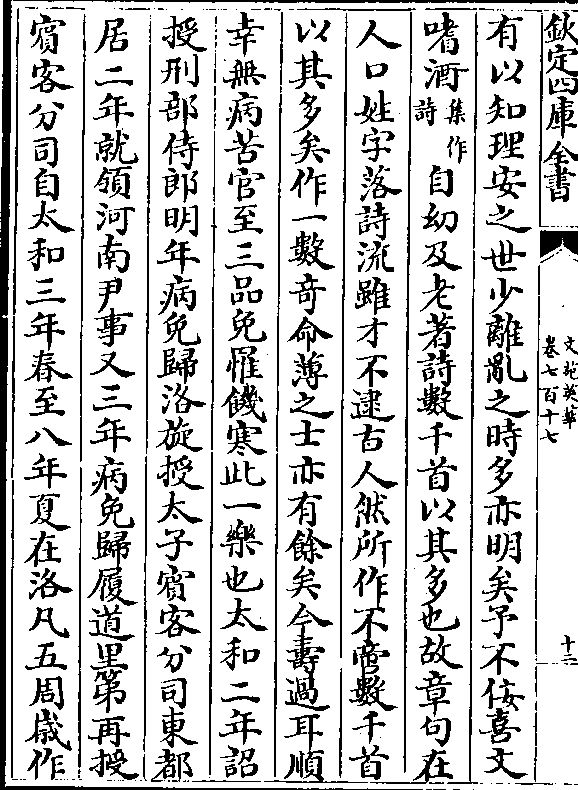 欽定四庫全書
文苑英華
卷七百十七
十三
有以知理安之世少離亂之時多亦明矣予不佞喜文
嗜酒集作詩自幼及老著詩數千首以其多也故章句在
人口姓字落詩流雖才不逮古人然所作不啻數千首
以其多矣作一數奇命薄之士亦有餘矣今壽過耳順
幸無病苦官至三品免罹饑寒此一樂也太和二年詔
授刑部侍郎明年病免歸洛旋授太子賓客分司東都
居二年就領河南尹事又三年病免歸履道里第再授
賓客分司自太和三年春至八年夏在洛凡五周歲作